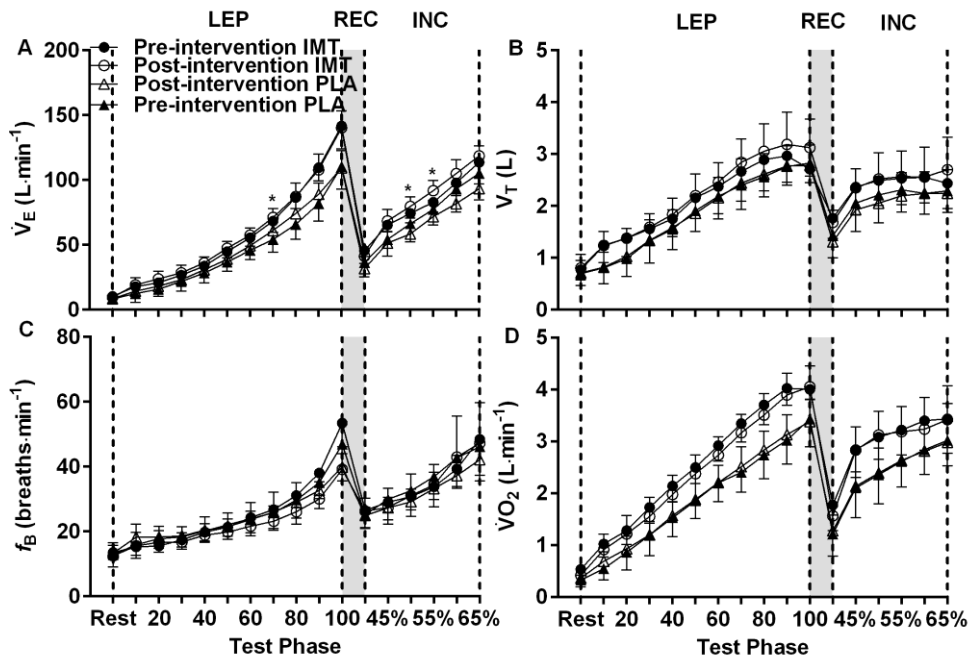 LEP REC INC LEP REC INC
A
200
150
100
50
0
V̇E (L·min-1)
Pre-intervention IMT
Post-intervention IMT
Post-intervention PLA
Pre-intervention PLA
*
* *
B
5
4
3
2
1
0
VT (L)
C
80
60
40
20
0
fB (breaths·min-1)
Rest 20 40 60 80 100 45% 55% 65%
Test Phase
D
5
4
3
2
1
0
V̇O2 (L·min-1)
Rest 20 40 60 80 100 45% 55% 65%
Test Phase